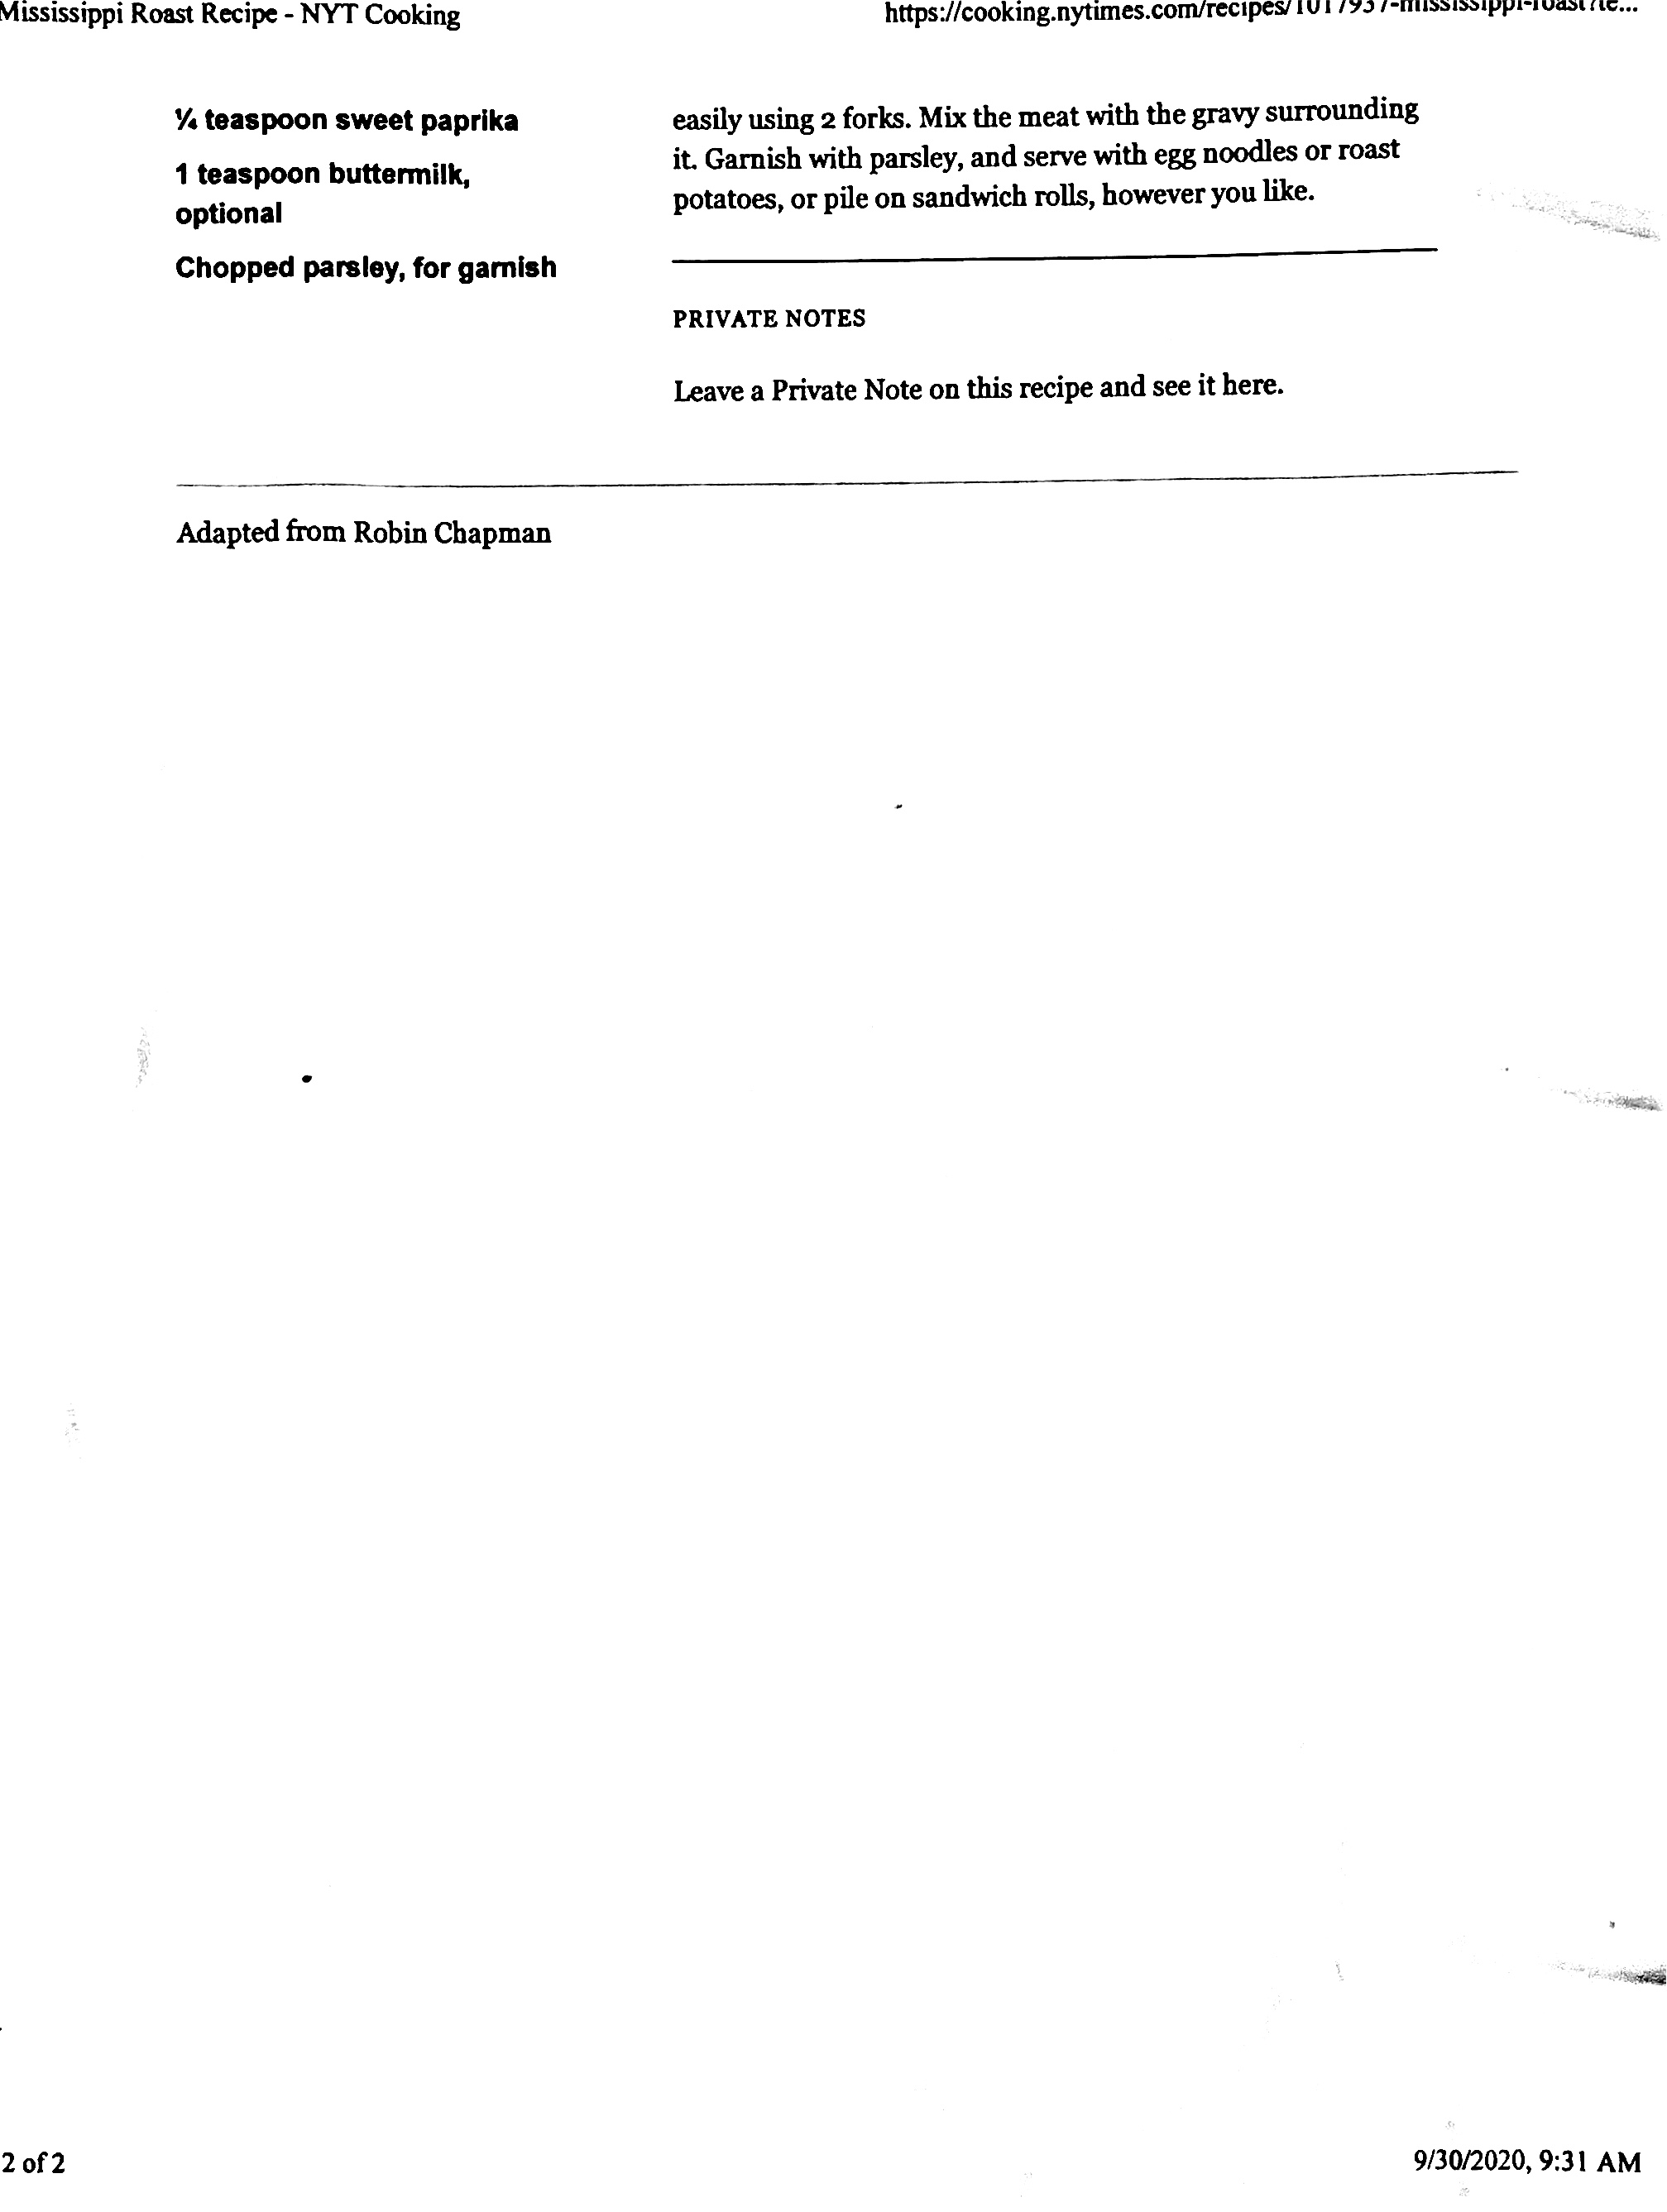 Mississippi Roast Recipe - NYT Cooking
https://cooking.nytimes.com/recipes/1017937-mississippi-roast?te...
¼ teaspoon sweet paprika
1 teaspoon buttermilk,
optional
Chopped parsley, for garnish
easily using 2 forks. Mix the meat with the gravy surrounding
it. Garnish with parsley, and serve with egg noodles or roast
potatoes, or pile on sandwich rolls, however you like.
PRIVATE NOTES
Leave a Private Note on this recipe and see it here.
Adapted from Robin Chapman
2 of 2
9/30/2020, 9:31 AM